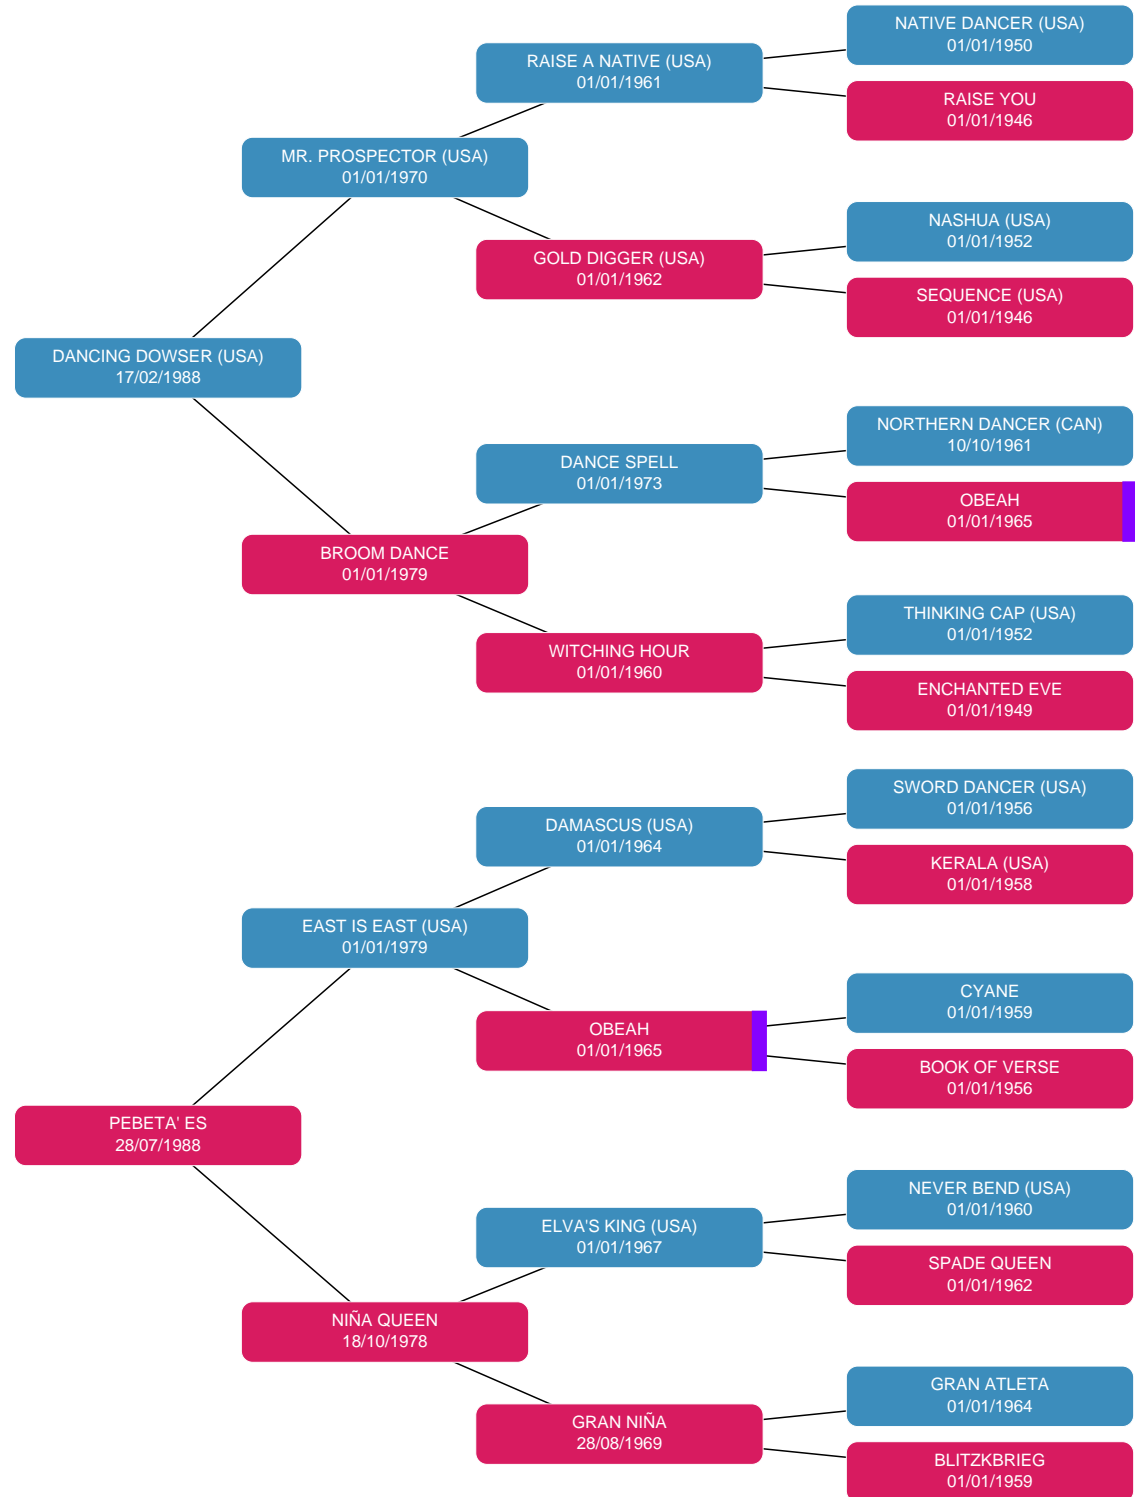 NATIVE DANCER (USA)
01/01/1950
RAISE A NATIVE (USA)
01/01/1961
RAISE YOU
01/01/1946
MR. PROSPECTOR (USA)
01/01/1970
NASHUA (USA)
01/01/1952
GOLD DIGGER (USA)
01/01/1962
SEQUENCE (USA)
01/01/1946
DANCING DOWSER (USA)
17/02/1988
NORTHERN DANCER (CAN)
10/10/1961
DANCE SPELL
01/01/1973
OBEAH
01/01/1965
BROOM DANCE
01/01/1979
THINKING CAP (USA)
01/01/1952
WITCHING HOUR
01/01/1960
ENCHANTED EVE
01/01/1949
SWORD DANCER (USA)
01/01/1956
DAMASCUS (USA)
01/01/1964
KERALA (USA)
01/01/1958
EAST IS EAST (USA)
01/01/1979
CYANE
01/01/1959
OBEAH
01/01/1965
BOOK OF VERSE
01/01/1956
PEBETA' ES
28/07/1988
NEVER BEND (USA)
01/01/1960
ELVA'S KING (USA)
01/01/1967
SPADE QUEEN
01/01/1962
NIÑA QUEEN
18/10/1978
GRAN ATLETA
01/01/1964
GRAN NIÑA
28/08/1969
BLITZKBRIEG
01/01/1959